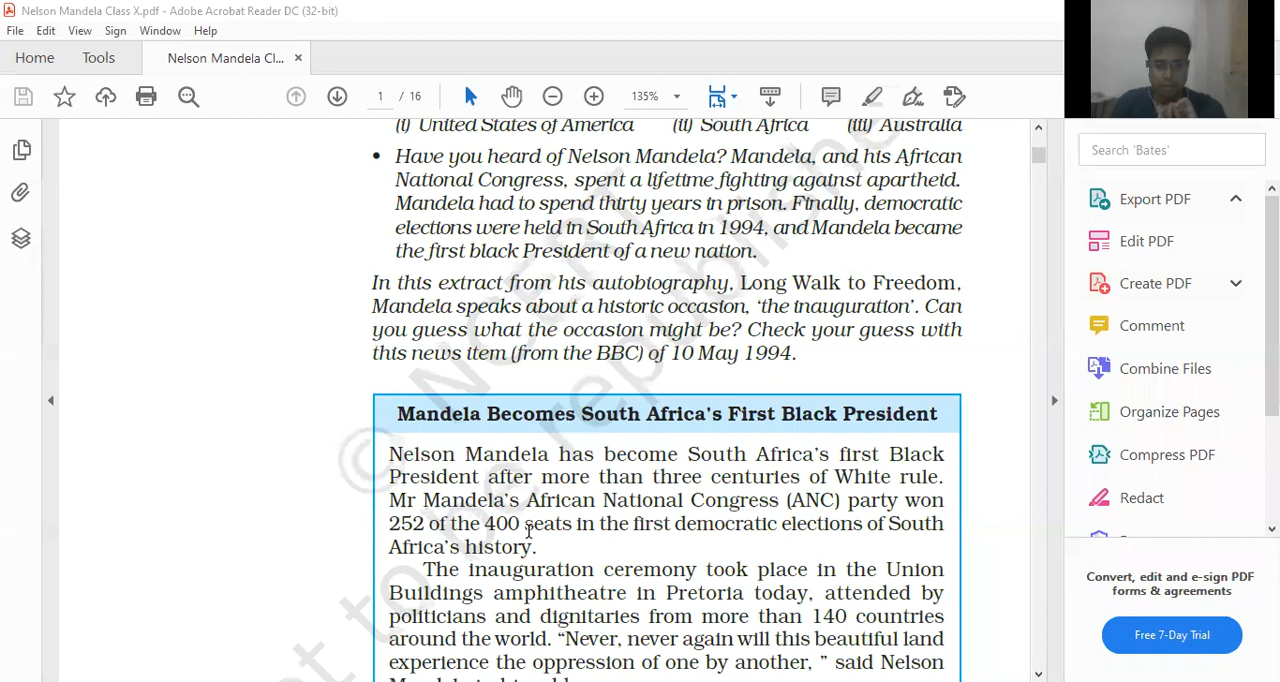 Nelson Mandela Class X.pdf - Adobe Acrobat Reader DC (32-bit)
File Edit View Sign Window Help
Home Tools Nelson Mandela Cl... ×
1 / 16 135%
(i) United States of America (ii) South Africa (iii) Australia
• Have you heard of Nelson Mandela? Mandela, and his African
National Congress, spent a lifetime fighting against apartheid.
Mandela had to spend thirty years in prison. Finally, democratic
elections were held in South Africa in 1994, and Mandela became
the first black President of a new nation.
In this extract from his autobiography, Long Walk to Freedom,
Mandela speaks about a historic occasion, ‘the inauguration’. Can
you guess what the occasion might be? Check your guess with
this news item (from the BBC) of 10 May 1994.
Mandela Becomes South Africa’s First Black President
Nelson Mandela has become South Africa’s first Black
President after more than three centuries of White rule.
Mr Mandela’s African National Congress (ANC) party won
252 of the 400 seats in the first democratic elections of South
Africa’s history.
The inauguration ceremony took place in the Union
Buildings amphitheatre in Pretoria today, attended by
politicians and dignitaries from more than 140 countries
around the world. “Never, never again will this beautiful land
experience the oppression of one by another, ” said Nelson
© NCERT
not to be republished
Search 'Bates'
Export PDF
Edit PDF
Create PDF
Comment
Combine Files
Organize Pages
Compress PDF
Redact
Convert, edit and e-sign PDF
forms & agreements
Free 7-Day Trial